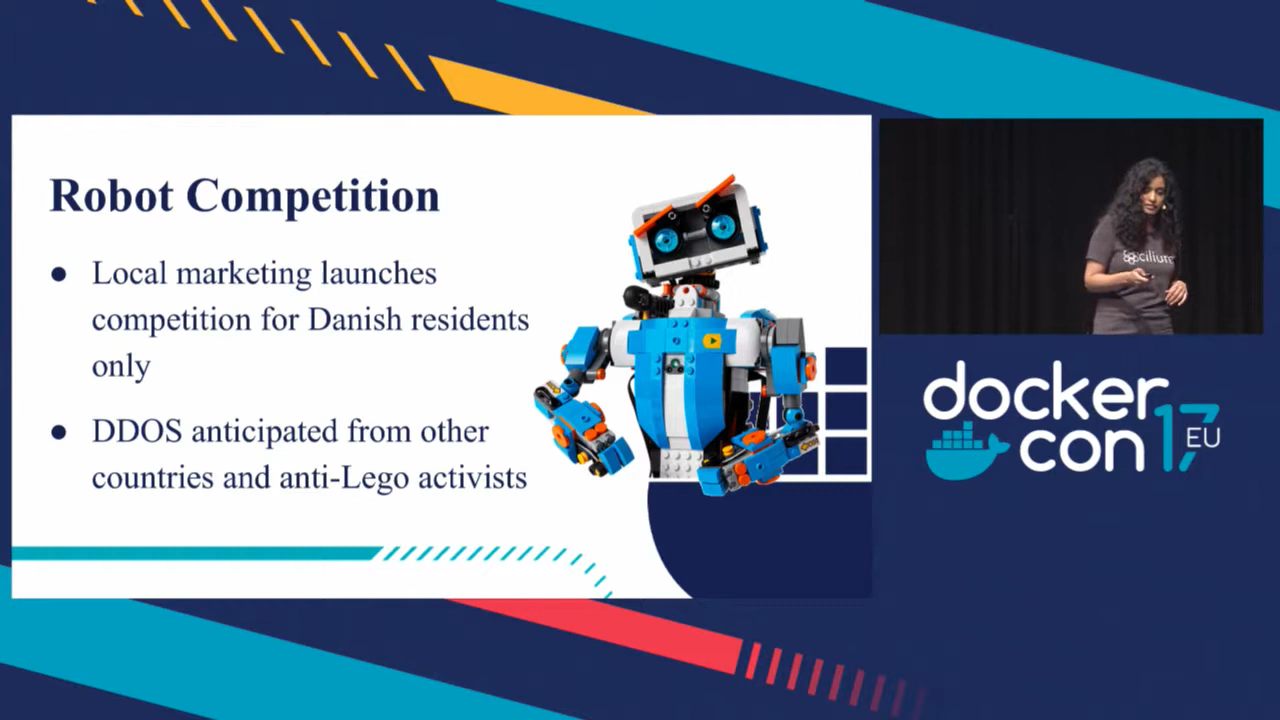 Robot Competition
● Local marketing launches
competition for Danish residents
only
● DDOS anticipated from other
countries and anti-Lego activists
cilium
docker
con 17 EU